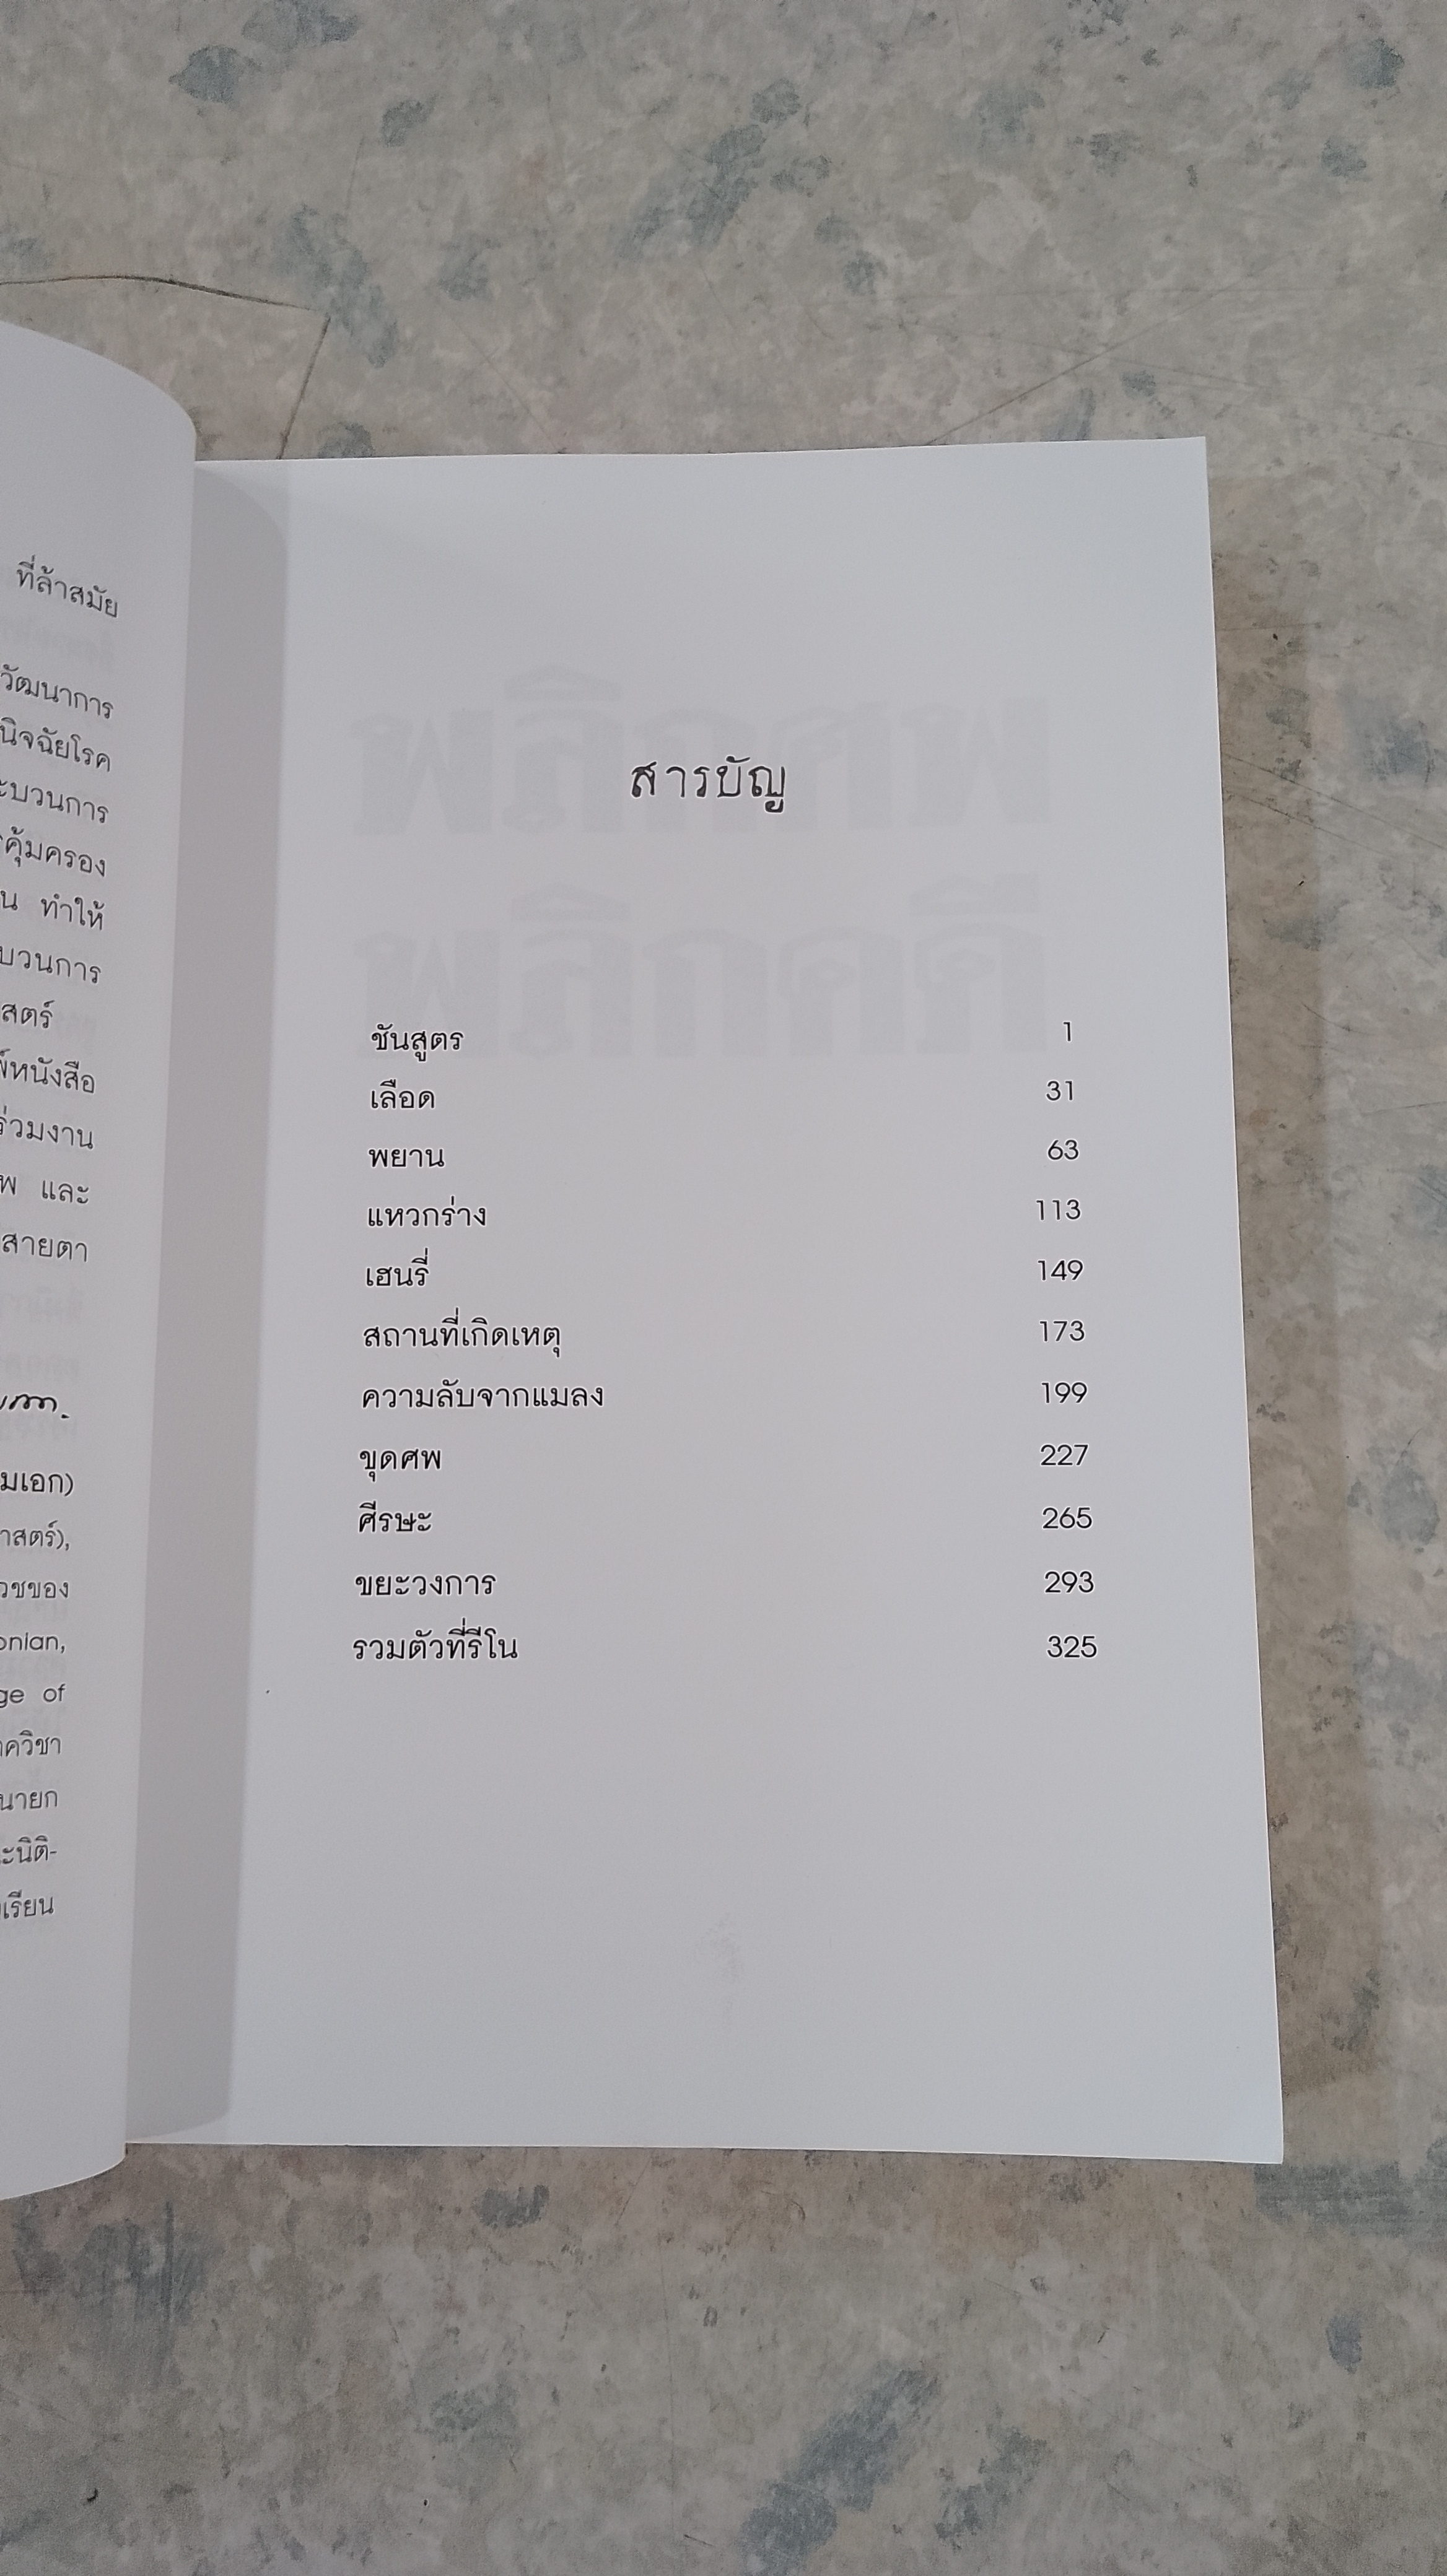 ที่ล้าสมัย
วัฒนาการ
นิจฉัยโรค
ะบวนการ
คุ้มครอง
น ทำให้
บวนการ
สตร์
พ์หนังสือ
ร่วมงาน
พ และ
สายตา
มเอก)
าสตร์),
วชของ
onian,
ge of
าควิชา
นายก
ะนิติ-
เรียน
สารบัญ
ชันสูตร 1
เลือด 31
พยาน 63
แหวกร่าง 113
เฮนรี่ 149
สถานที่เกิดเหตุ 173
ความลับจากแมลง 199
ขุดศพ 227
ศีรษะ 265
ขยะวงการ 293
รวมตัวที่รีโน 325